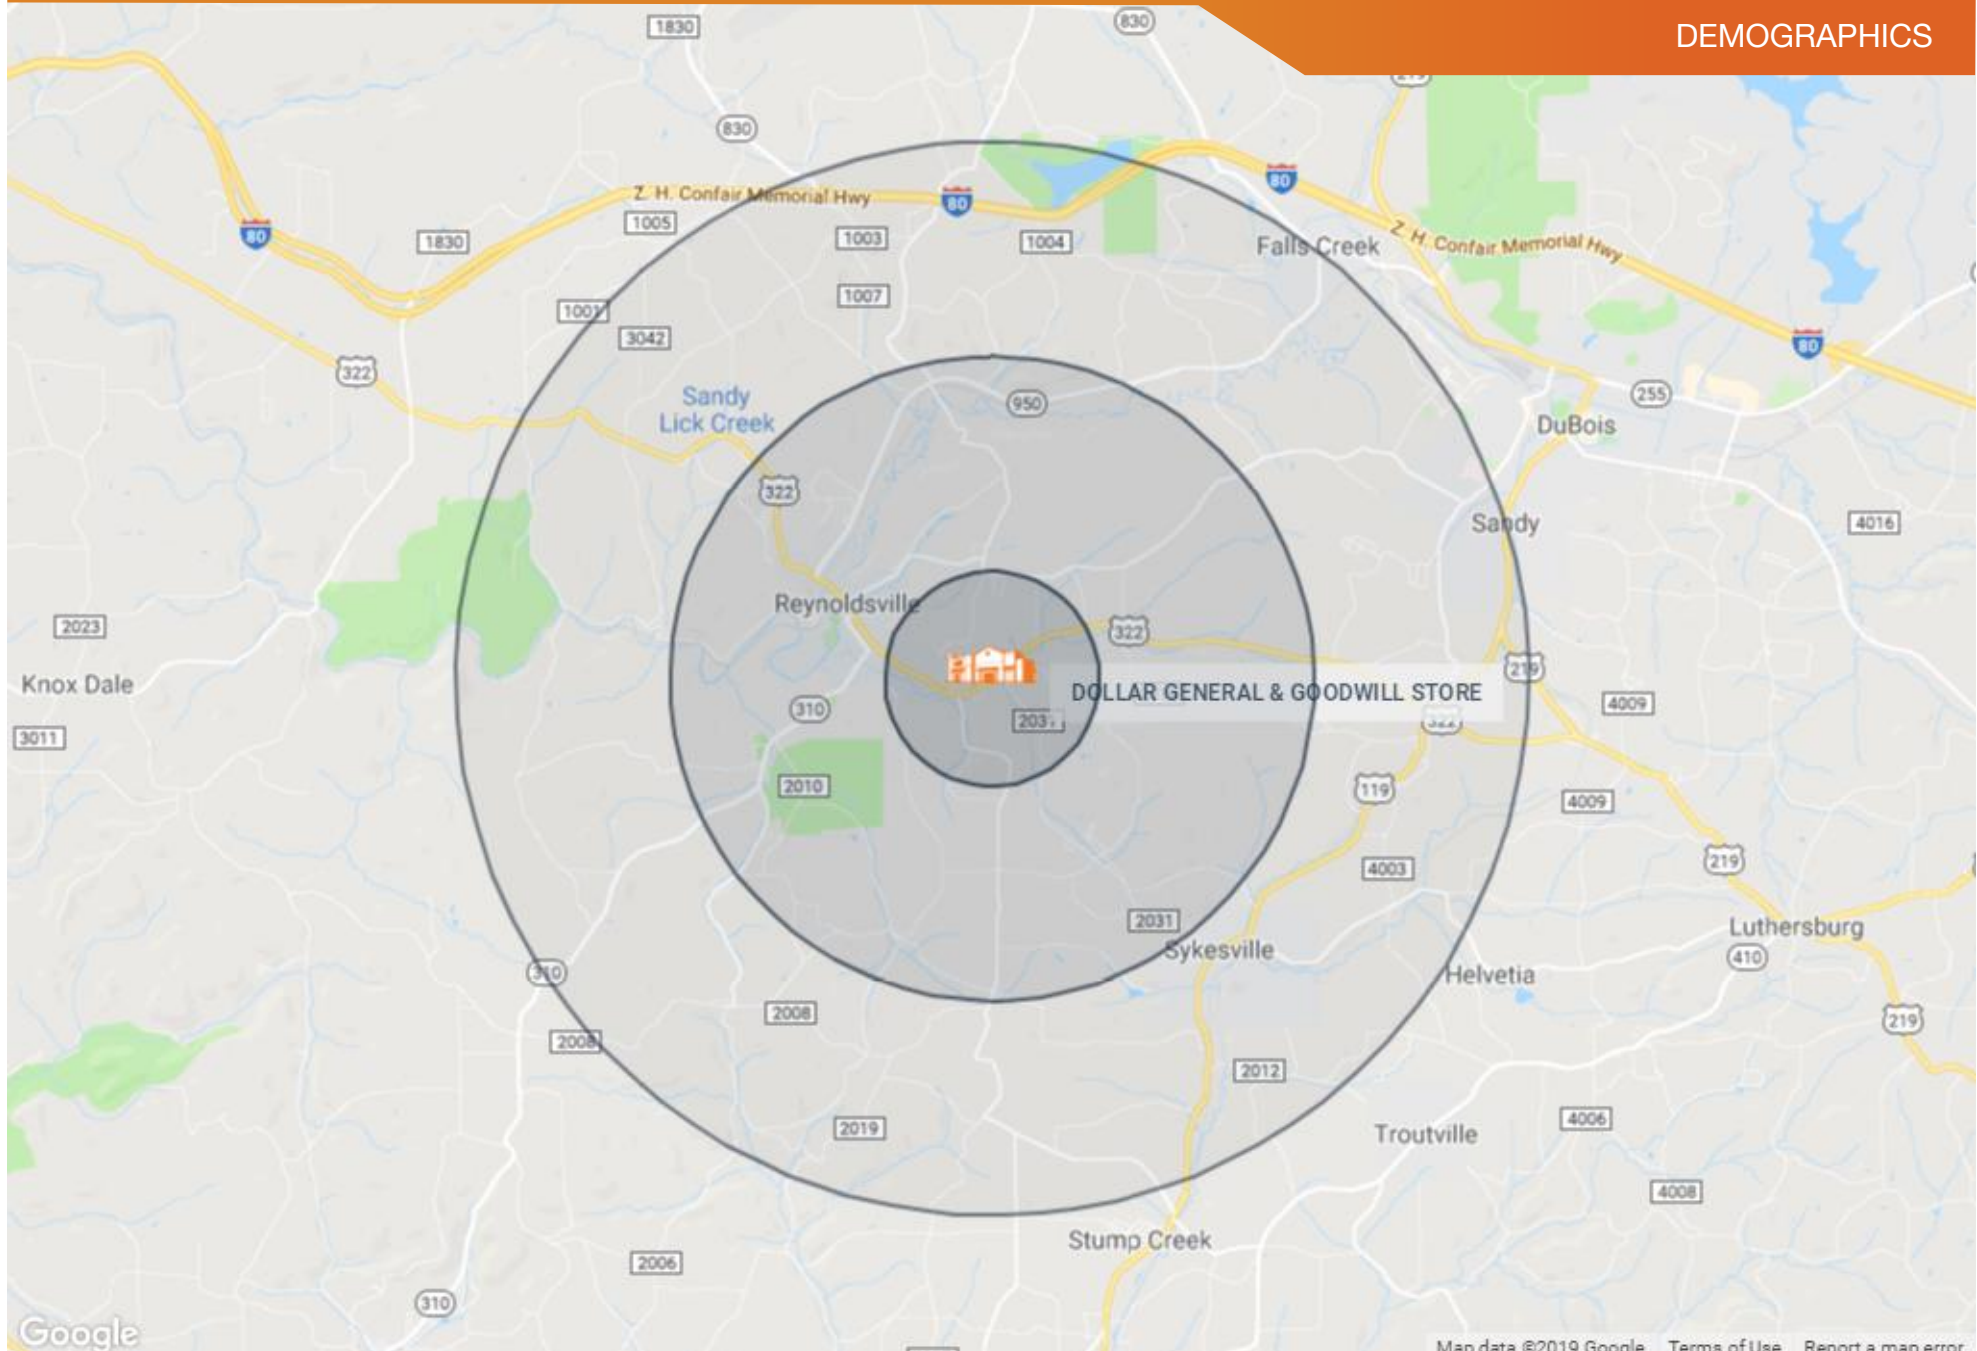 DEMOGRAPHICS
1830
830
219
830
80
Z. H. Confair Memorial Hwy
80
1005
80
1830
1003
1004
Falls Creek
Z. H. Confair Memorial Hwy
1007
1001
3042
322
80
Sandy
Lick Creek
950
255
DuBois
322
Sandy
4016
Reynoldsville
2023
322
Knox Dale
219
DOLLAR GENERAL & GOODWILL STORE
310
2031
322
4009
3011
2010
119
4009
4003
219
2031
Luthersburg
Sykesville
410
310
Helvetia
2008
219
2008
2012
2019
4006
Troutville
4008
Stump Creek
2006
310
Google
Map data ©2019 Google
Terms of Use
Report a map error